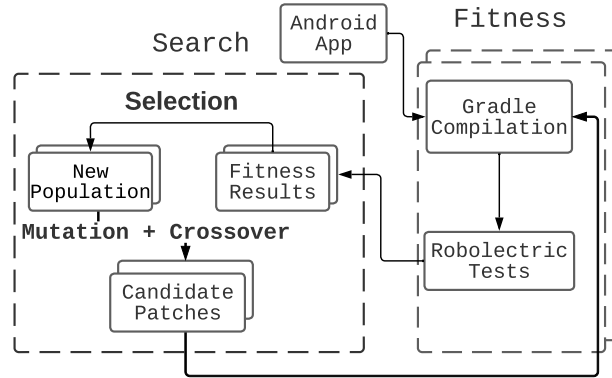 Android
App
Fitness
Search
Selection
Gradle
Compilation
New
Population
Fitness
Results
Mutation + Crossover
Robolectric
Tests
Candidate
Patches